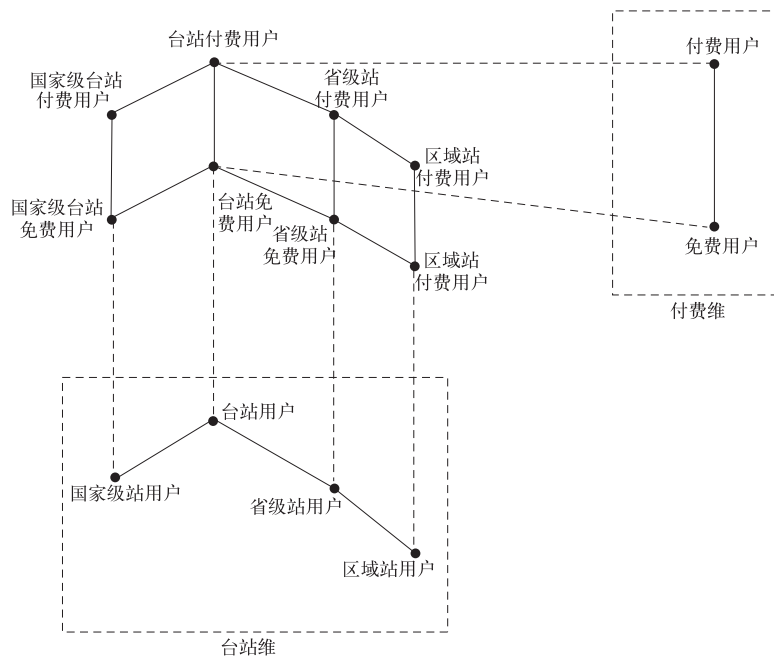 台站付费用户
国家级台站
付费用户
省级站
付费用户
付费用户
区域站
付费用户
国家级台站
免费用户
台站免
费用户
省级站
免费用户
区域站
付费用户
免费用户
付费维
台站用户
国家级站用户
省级站用户
区域站用户
台站维